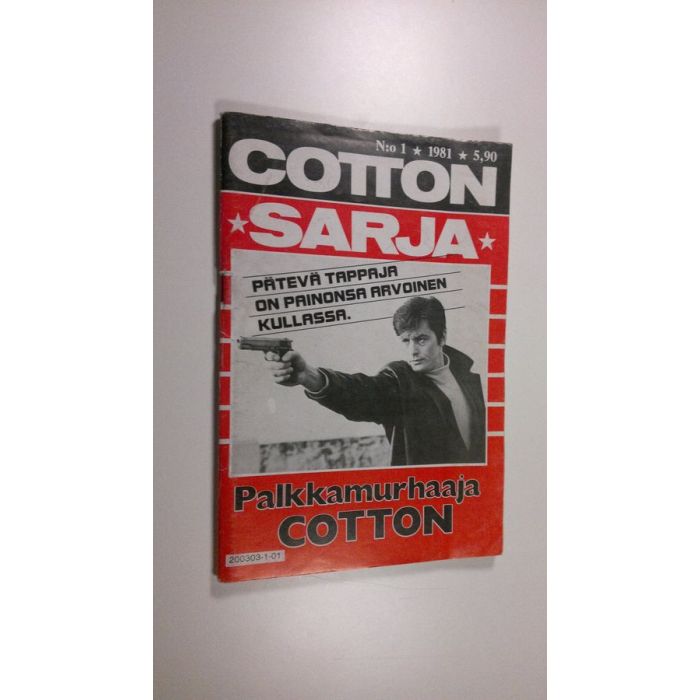 N:o 1 ★ 1981 ★ 5,90
COTTON
★ SARJA ★
PÄTEVÄ TAPPAJA
ON PAINONSA ARVOINEN
KULLASSA.
Palkkamurhaaja
COTTON
200303-1-01